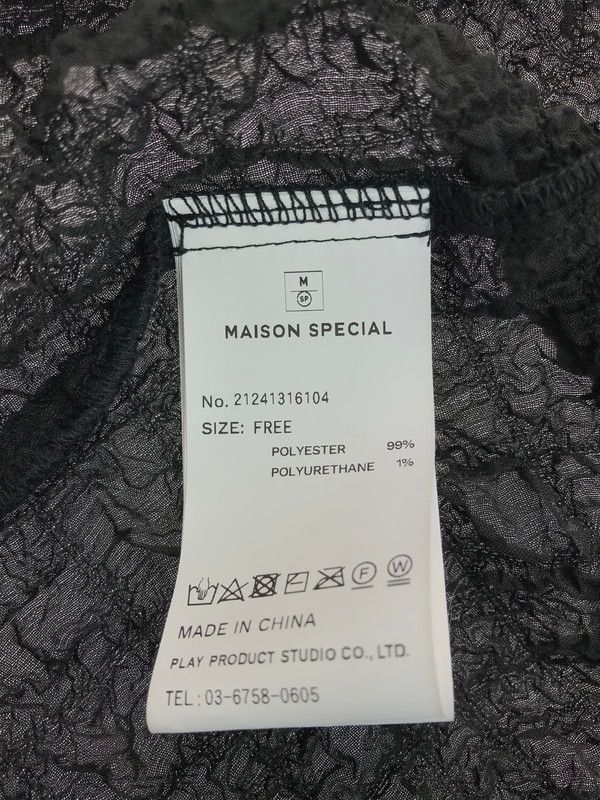 M
SP
MAISON SPECIAL
No. 21241316104
SIZE: FREE
POLYESTER 99%
POLYURETHANE 1%
F W
MADE IN CHINA
PLAY PRODUCT STUDIO CO., LTD.
TEL : 03-6758-0605